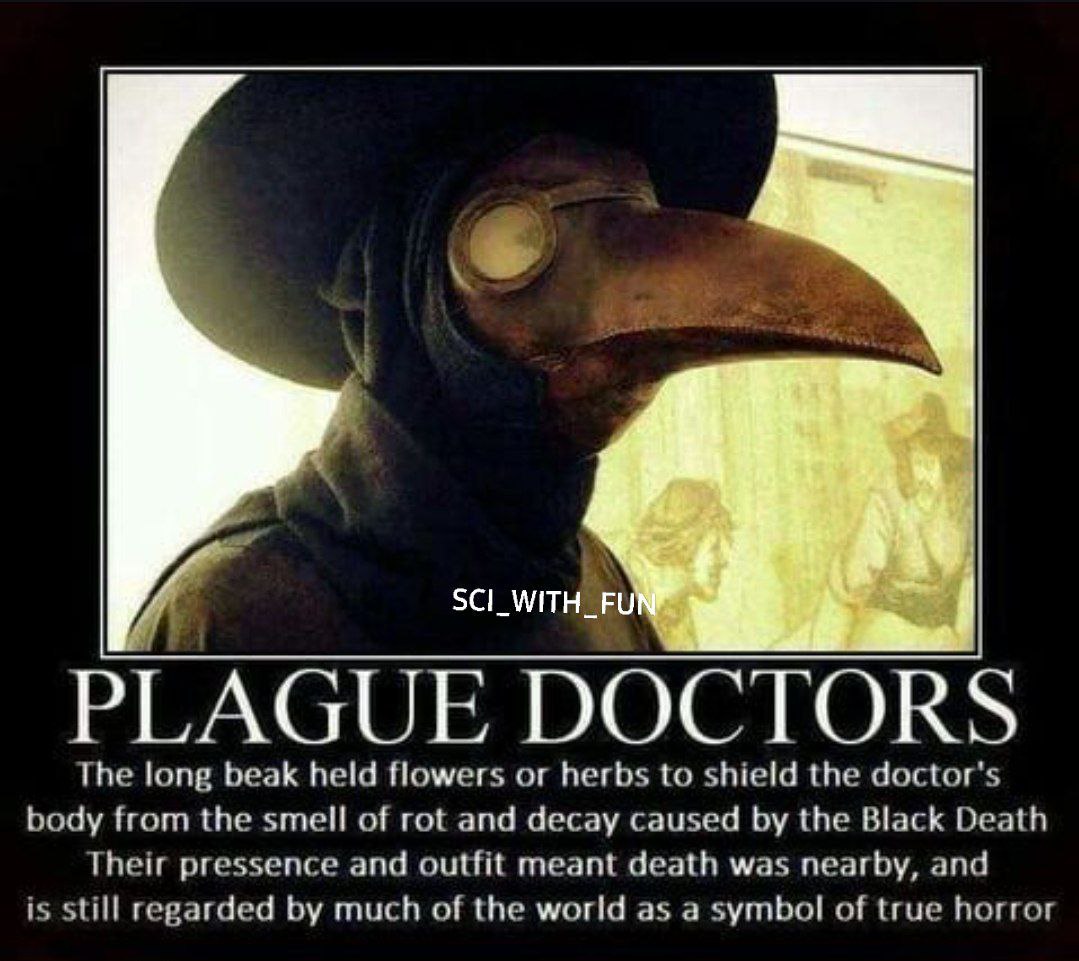 SCI_WITH_FUN
PLAGUE DOCTORS
The long beak held flowers or herbs to shield the doctor's
body from the smell of rot and decay caused by the Black Death
Their pressence and outfit meant death was nearby, and
is still regarded by much of the world as a symbol of true horror